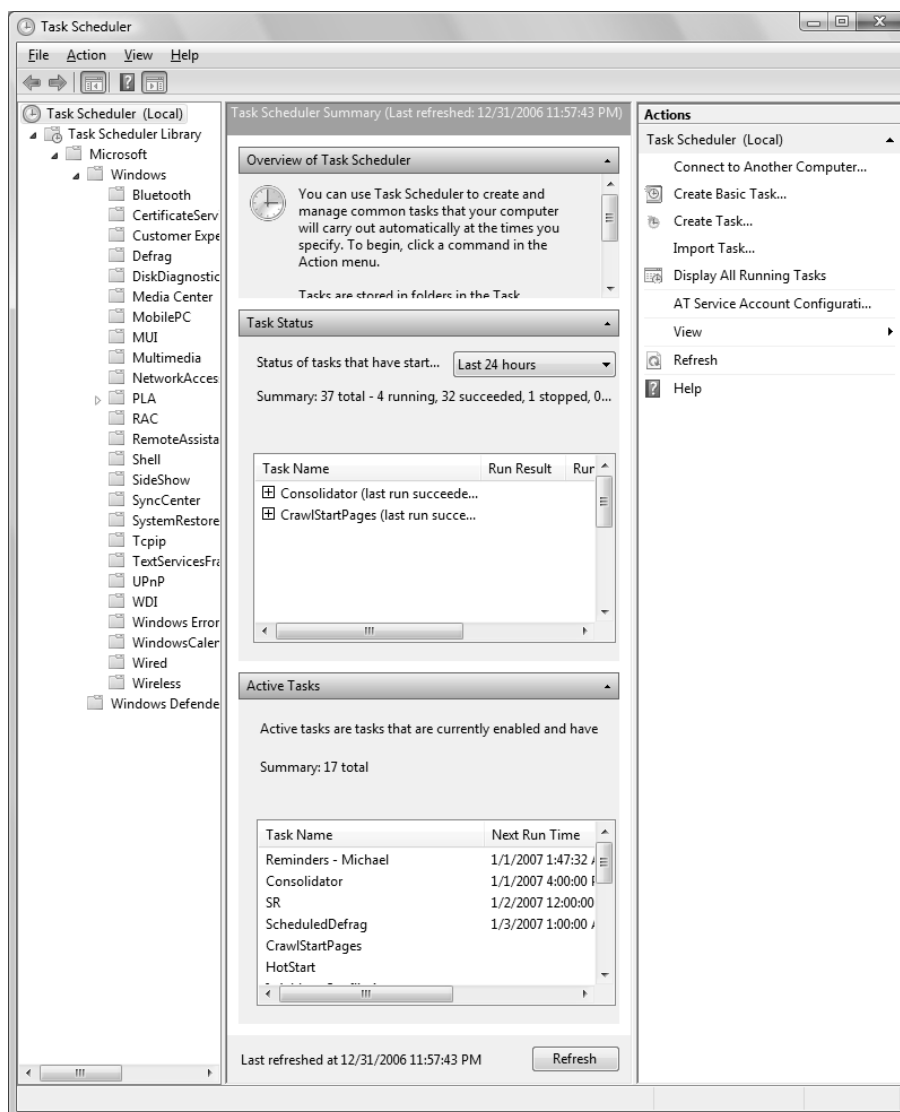 Task Scheduler
File Action View Help
Task Scheduler (Local)
Task Scheduler Library
Microsoft
Windows
Bluetooth
CertificateServ
Customer Expe
Defrag
DiskDiagnostic
Media Center
MobilePC
MUI
Multimedia
NetworkAcces
PLA
RAC
RemoteAssista
Shell
SideShow
SyncCenter
SystemRestore
Tcpip
TextServicesFra
UPnP
WDI
Windows Error
WindowsCaler
Wired
Wireless
Windows Defende
Task Scheduler Summary (Last refreshed: 12/31/2006 11:57:43 PM)
Overview of Task Scheduler
You can use Task Scheduler to create and
manage common tasks that your computer
will carry out automatically at the times you
specify. To begin, click a command in the
Action menu.
Tasks are stored in folders in the Task
Task Status
Status of tasks that have start... Last 24 hours
Summary: 37 total - 4 running, 32 succeeded, 1 stopped, 0...
Task Name Run Result Rur
Consolidator (last run succeede...
CrawlStartPages (last run succe...
Active Tasks
Active tasks are tasks that are currently enabled and have
Summary: 17 total
Task Name Next Run Time
Reminders - Michael 1/1/2007 1:47:32
Consolidator 1/1/2007 4:00:00
SR 1/2/2007 12:00:00
ScheduledDefrag 1/3/2007 1:00:00
CrawlStartPages
HotStart
Last refreshed at 12/31/2006 11:57:43 PM Refresh
Actions
Task Scheduler (Local)
Connect to Another Computer...
Create Basic Task...
Create Task...
Import Task...
Display All Running Tasks
AT Service Account Configurati...
View
Refresh
Help